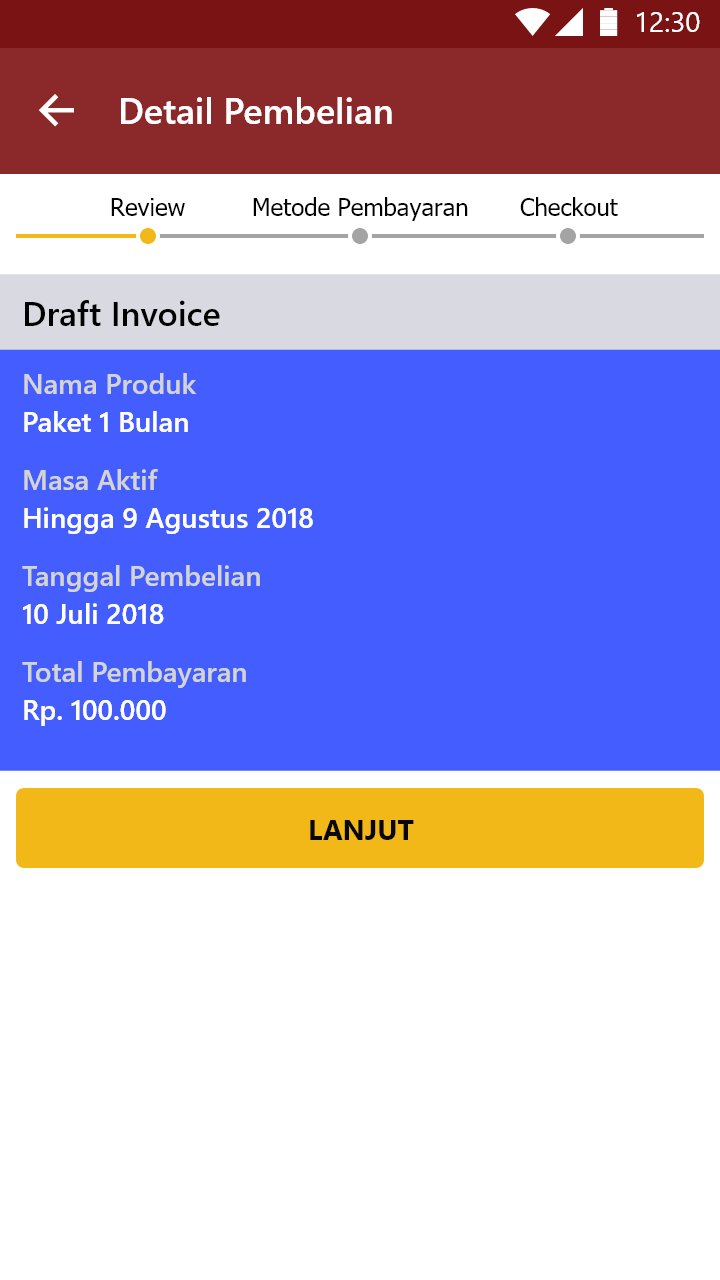 12:30
Detail Pembelian
Review Metode Pembayaran Checkout
Draft Invoice
Nama Produk
Paket 1 Bulan
Masa Aktif
Hingga 9 Agustus 2018
Tanggal Pembelian
10 Juli 2018
Total Pembayaran
Rp. 100.000
LANJUT